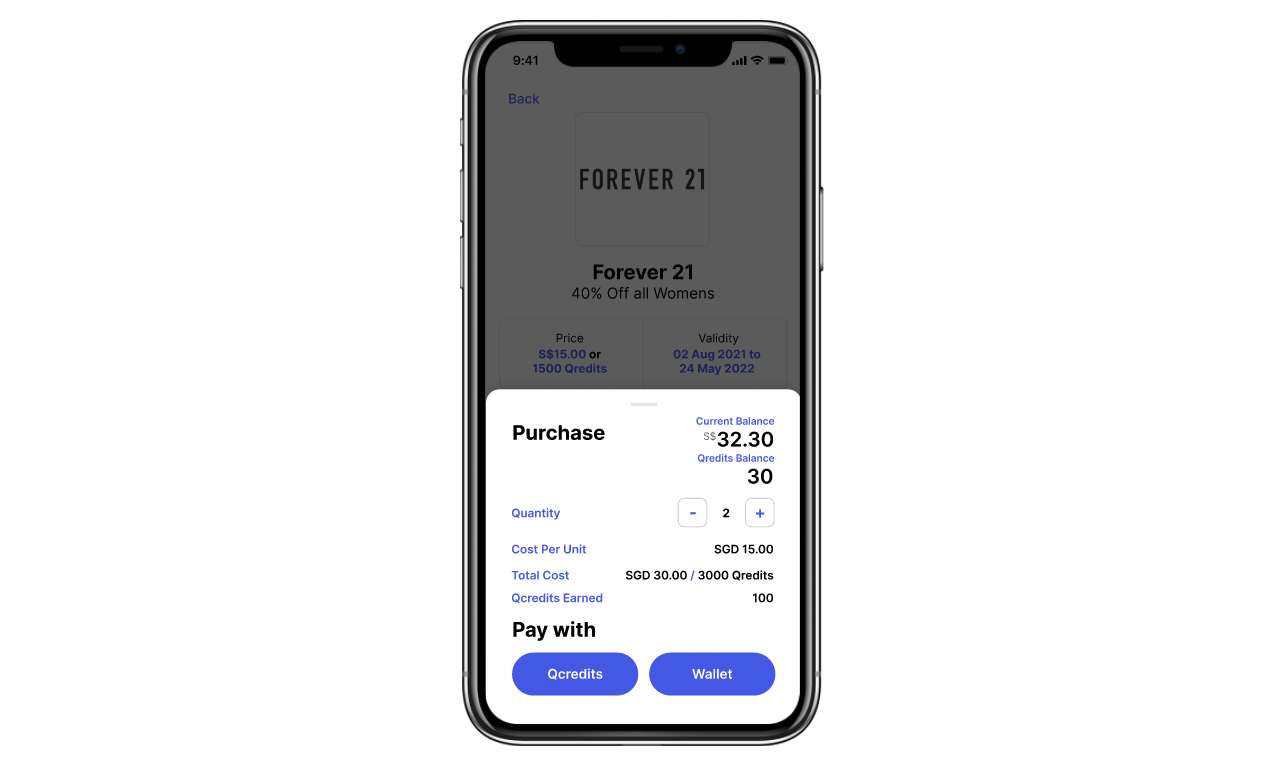 9:41
Back
FOREVER 21
Forever 21
40% Off all Womens
Price
S$15.00 or
1500 Qredits
Validity
02 Aug 2021 to
24 May 2022
Purchase
Current Balance
S$32.30
Qredits Balance
30
Quantity - 2 +
Cost Per Unit SGD 15.00
Total Cost SGD 30.00 / 3000 Qredits
Qcredits Earned 100
Pay with
Qcredits Wallet